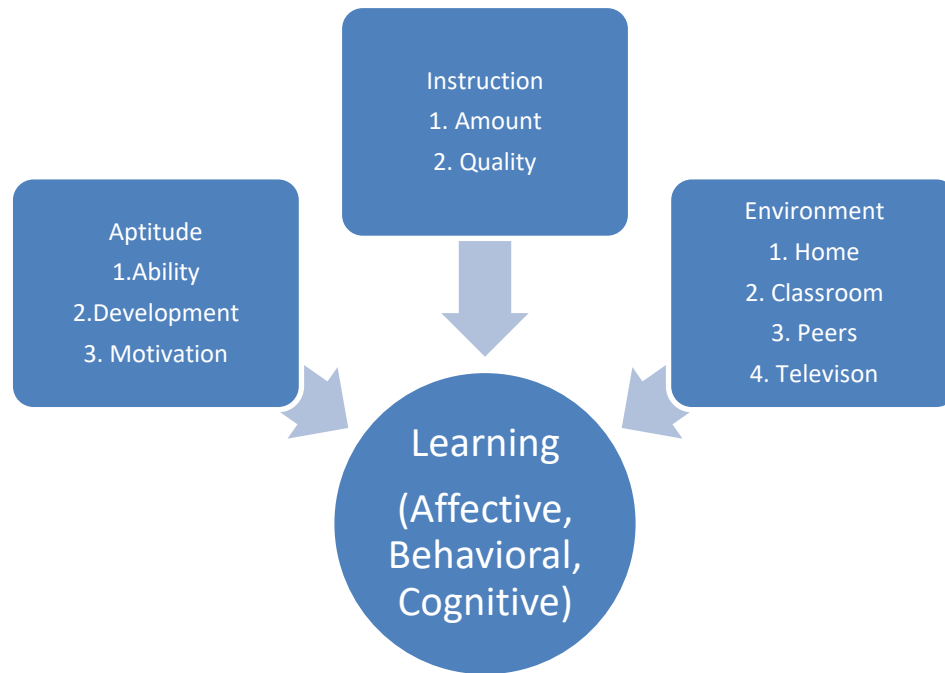 Instruction
1. Amount
2. Quality
Aptitude
1.Ability
2.Development
3. Motivation
Environment
1. Home
2. Classroom
3. Peers
4. Televison
Learning
(Affective,
Behavioral,
Cognitive)